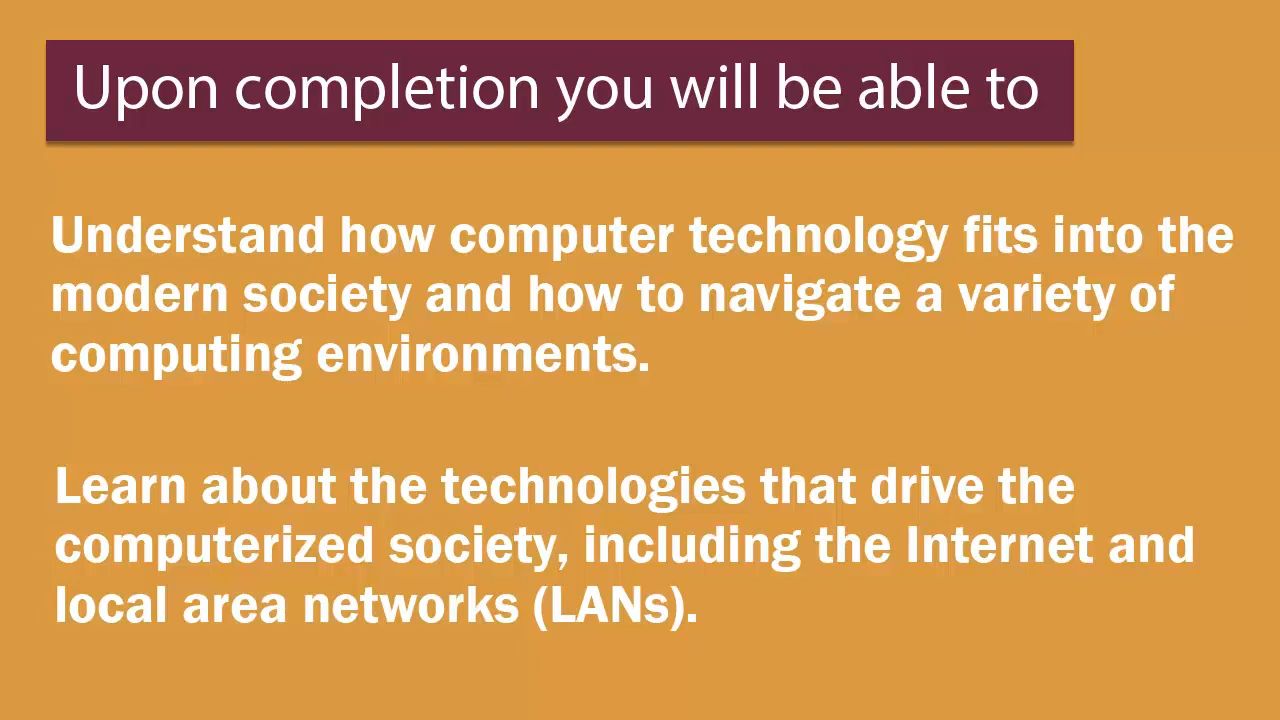 Upon completion you will be able to
Understand how computer technology fits into the
modern society and how to navigate a variety of
computing environments.
Learn about the technologies that drive the
computerized society, including the Internet and
local area networks (LANs).